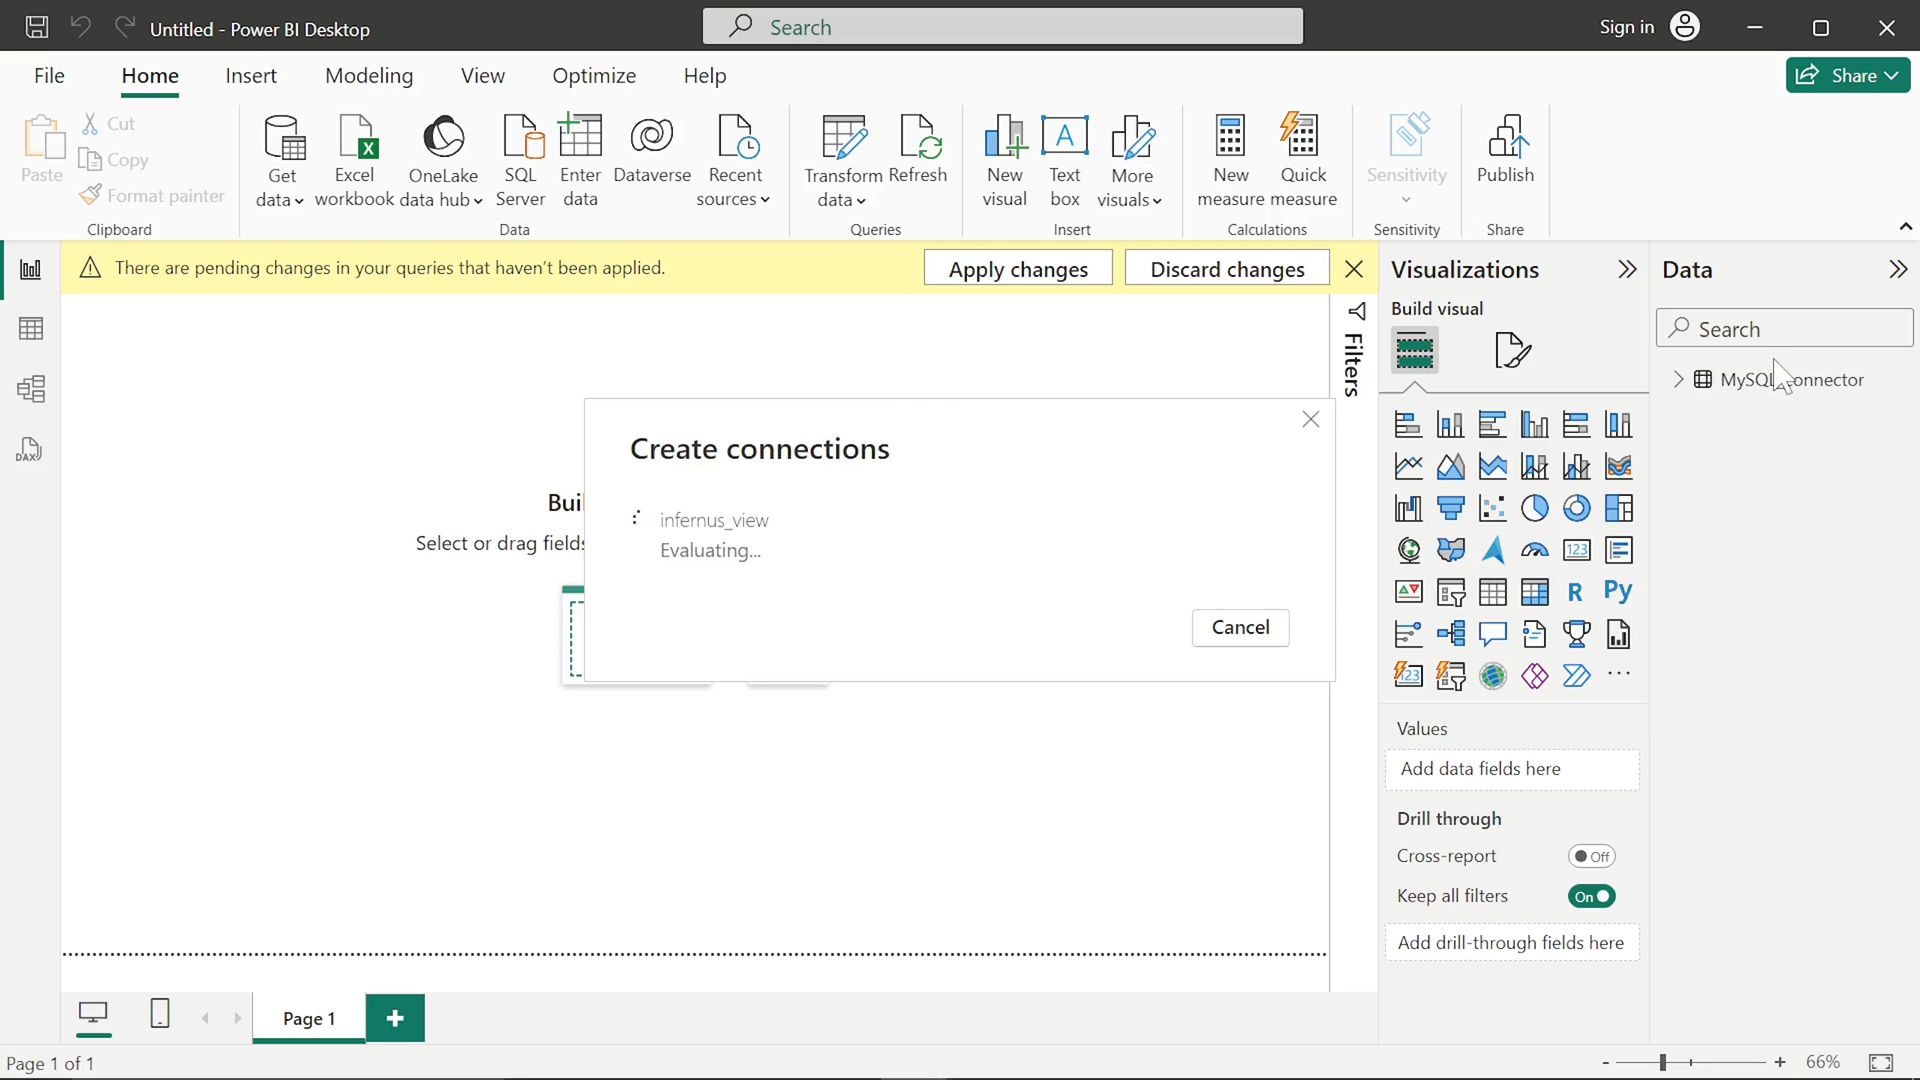 Untitled - Power BI Desktop
Search
Sign in
File
Home
Insert
Modeling
View
Optimize
Help
Share
Paste
Cut
Copy
Format painter
Clipboard
Get
data
Excel
workbook
OneLake
data hub
SQL
Server
Enter
data
Dataverse
Recent
sources
Data
Transform
data
Refresh
Queries
New
visual
A
Text
box
More
visuals
Insert
New
measure
Quick
measure
Calculations
Sensitivity
Sensitivity
Publish
Share
There are pending changes in your queries that haven't been applied.
Apply changes
Discard changes
DAX
Select or drag fields
Create connections
infernus_view
Evaluating...
Cancel
Filters
Visualizations
Build visual
123
R
Py
123
Values
Add data fields here
Drill through
Cross-report
Off
Keep all filters
On
Add drill-through fields here
Data
Search
Page 1
Page 1 of 1
- + 66%